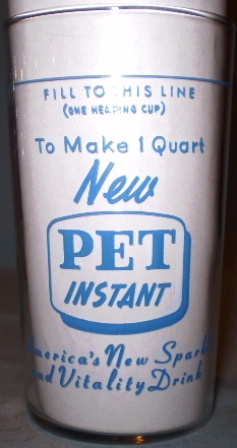 FILL TO THIS LINE
(ONE HEAPING CUP)
To Make 1 Quart
New
PET
INSTANT
America's New Spark
and Vitality Drink